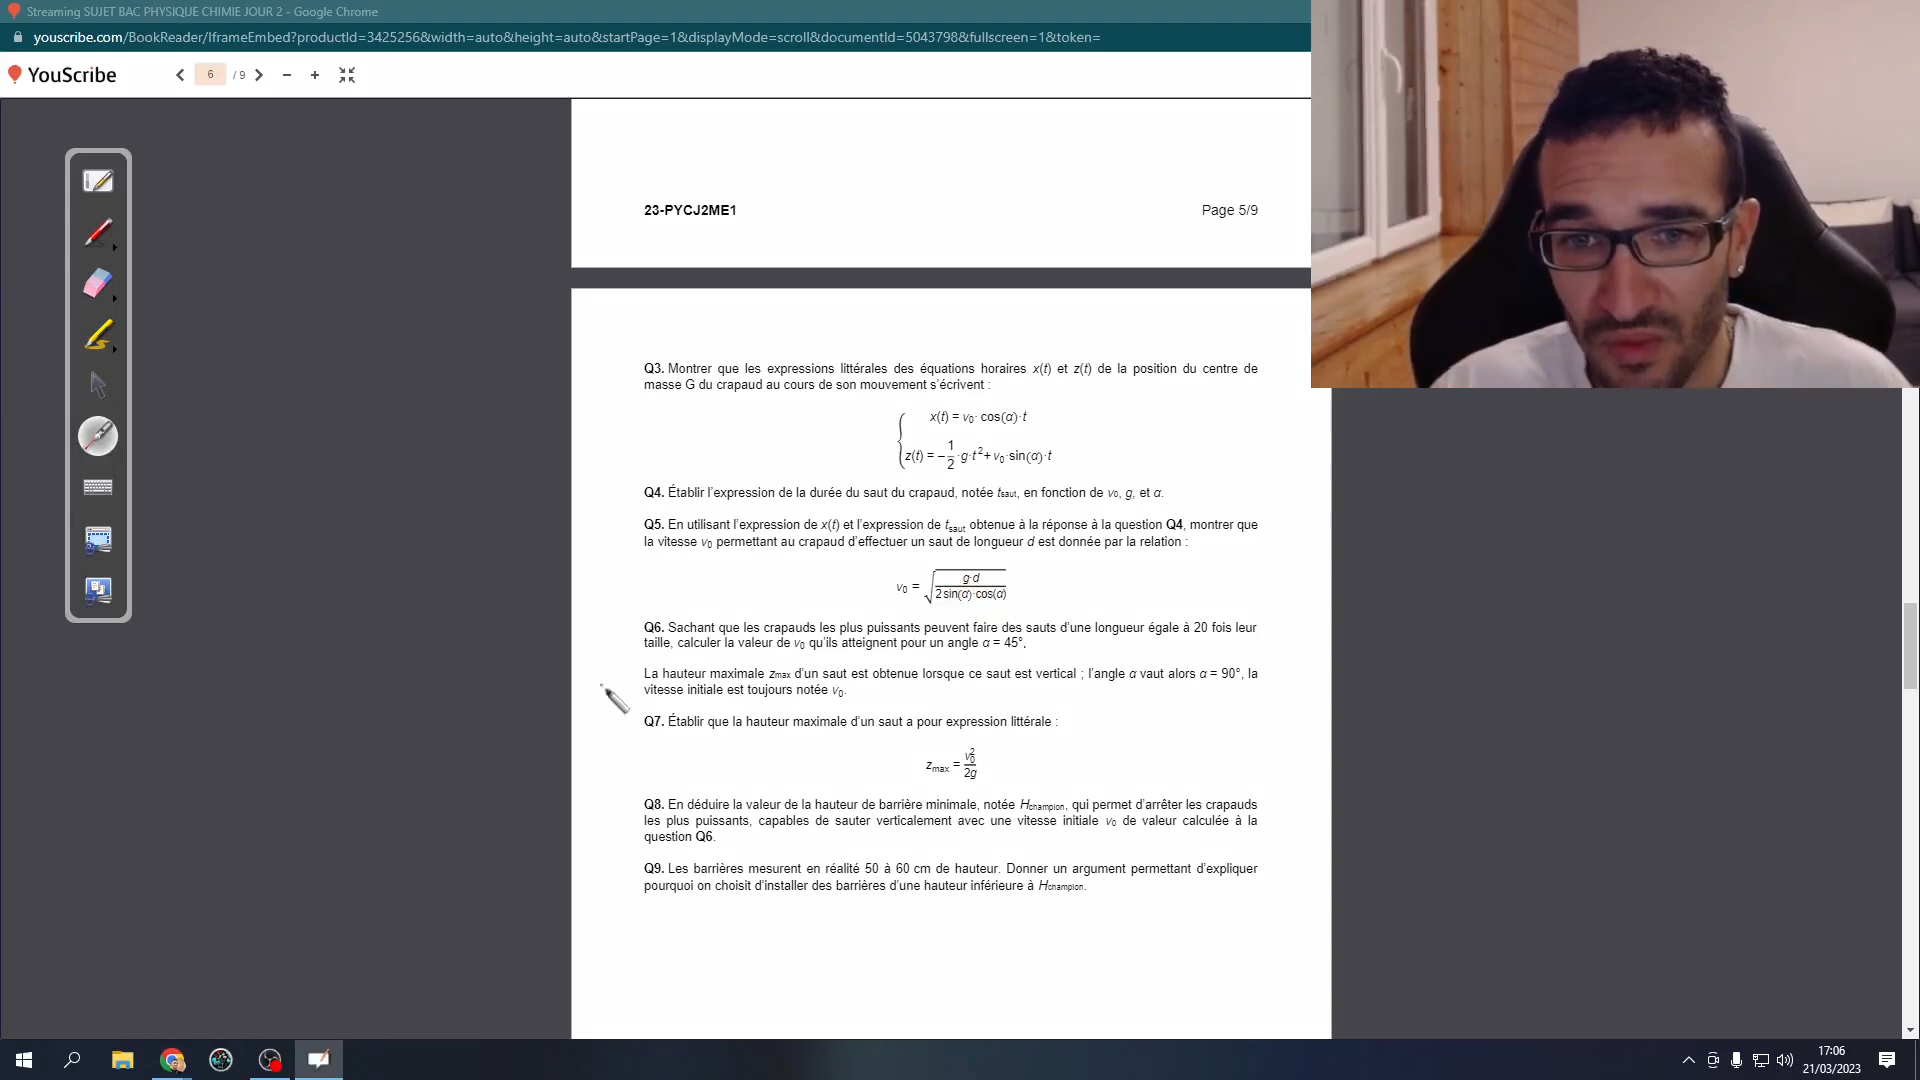 Streaming SUJET BAC PHYSIQUE CHIMIE JOUR 2 - Google Chrome
youscribe.com/BookReader/IframeEmbed?productId=3425256&width=auto&height=auto&startPage=1&displayMode=scroll&documentId=5043798&fullscreen=1&token=
YouScribe
6 / 9
23-PYCJ2ME1 Page 5/9
Q3. Montrer que les expressions littérales des équations horaires x(t) et z(t) de la position du centre de
masse G du crapaud au cours de son mouvement s'écrivent :
x(t) = v₀· cos(α)·t
z(t) = −1/2·g·t²+ v₀·sin(α)·t
Q4. Établir l'expression de la durée du saut du crapaud, notée tsaut, en fonction de v₀, g, et α.
Q5. En utilisant l'expression de x(t) et l'expression de tsaut obtenue à la réponse à la question Q4, montrer que
la vitesse v₀ permettant au crapaud d'effectuer un saut de longueur d est donnée par la relation :
v₀ = √(g·d / 2 sin(α)·cos(α))
Q6. Sachant que les crapauds les plus puissants peuvent faire des sauts d'une longueur égale à 20 fois leur
taille, calculer la valeur de v₀ qu'ils atteignent pour un angle α = 45°.
La hauteur maximale zmax d'un saut est obtenue lorsque ce saut est vertical ; l'angle α vaut alors α = 90°, la
vitesse initiale est toujours notée v₀.
Q7. Établir que la hauteur maximale d'un saut a pour expression littérale :
zmax = v₀²/2g
Q8. En déduire la valeur de la hauteur de barrière minimale, notée Hchampion, qui permet d'arrêter les crapauds
les plus puissants, capables de sauter verticalement avec une vitesse initiale v₀ de valeur calculée à la
question Q6.
Q9. Les barrières mesurent en réalité 50 à 60 cm de hauteur. Donner un argument permettant d'expliquer
pourquoi on choisit d'installer des barrières d'une hauteur inférieure à Hchampion.
17:06
21/03/2023